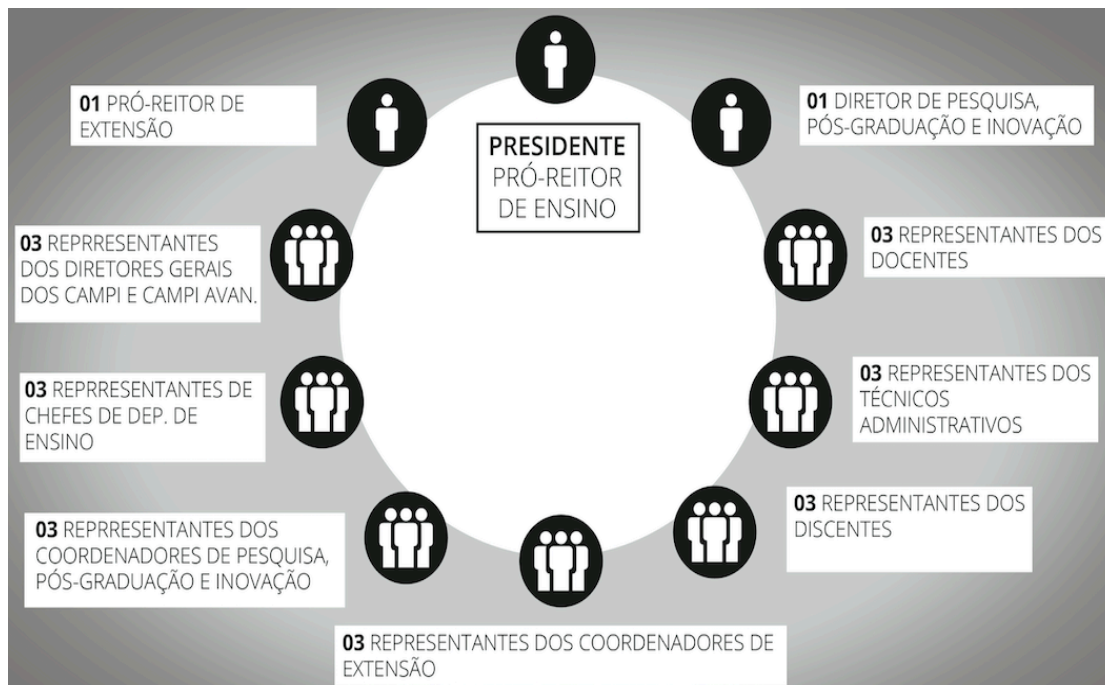 PRESIDENTE
PRÓ-REITOR
DE ENSINO
01 PRÓ-REITOR DE
EXTENSÃO
01 DIRETOR DE PESQUISA,
PÓS-GRADUAÇÃO E INOVAÇÃO
03 REPRRESENTANTES
DOS DIRETORES GERAIS
DOS CAMPI E CAMPI AVAN.
03 REPRESENTANTES DOS
DOCENTES
03 REPRRESENTANTES DE
CHEFES DE DEP. DE
ENSINO
03 REPRESENTANTES DOS
TÉCNICOS
ADMINISTRATIVOS
03 REPRRESENTANTES DOS
COORDENADORES DE PESQUISA,
PÓS-GRADUAÇÃO E INOVAÇÃO
03 REPRESENTANTES DOS
DISCENTES
03 REPRESENTANTES DOS COORDENADORES DE
EXTENSÃO